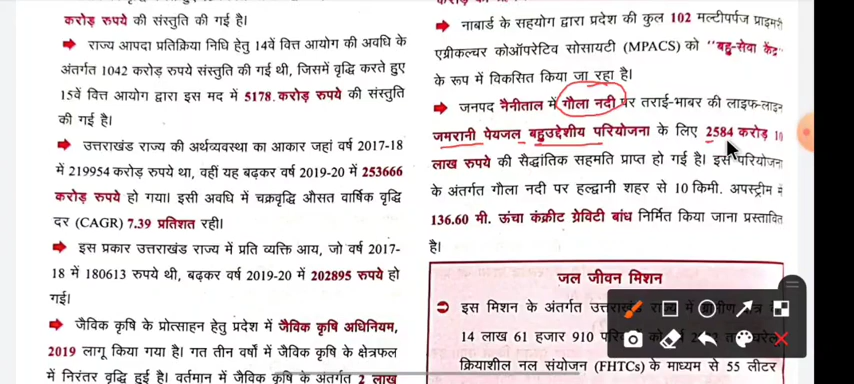 करोड़ रुपये की संस्तुति की गई है।
राज्य आपदा प्रतिक्रिया निधि हेतु 14वें वित्त आयोग की अवधि के
अंतर्गत 1042 करोड़ रुपये संस्तुति की गई थी, जिसमें वृद्धि करते हुए
15वें वित्त आयोग द्वारा इस मद में 5178 करोड़ रुपये की संस्तुति
की गई है।
उत्तराखंड राज्य की अर्थव्यवस्था का आकार जहां वर्ष 2017-18
में 219954 करोड़ रुपये था, वहीं यह बढ़कर वर्ष 2019-20 में 253666
करोड़ रुपये हो गया। इसी अवधि में चक्रवृद्धि औसत वार्षिक वृद्धि
दर (CAGR) 7.39 प्रतिशत रही।
इस प्रकार उत्तराखंड राज्य में प्रति व्यक्ति आय, जो वर्ष 2017-
18 में 180613 रुपये थी, बढ़कर वर्ष 2019-20 में 202895 रुपये हो
गई।
जैविक कृषि के प्रोत्साहन हेतु प्रदेश में जैविक कृषि अधिनियम,
2019 लागू किया गया है। गत तीन वर्षों में जैविक कृषि के क्षेत्रफल
में निरंतर वृद्धि हुई है। वर्तमान में जैविक कृषि के अंतर्गत 2 लाख
नाबार्ड के सहयोग द्वारा प्रदेश की कुल 102 मल्टीपर्पज प्राइमरी
एग्रीकल्चर कोऑपरेटिव सोसायटी (MPACS) को "बहु-सेवा केंद्र"
के रूप में विकसित किया जा रहा है।
जनपद नैनीताल में गौला नदी पर तराई-भाबर की लाइफ-लाइन
जमरानी पेयजल बहुउद्देशीय परियोजना के लिए 2584 करोड़ 10
लाख रुपये की सैद्धांतिक सहमति प्राप्त हो गई है। इस परियोजना
के अंतर्गत गौला नदी पर हल्द्वानी शहर से 10 किमी. अपस्ट्रीम में
136.60 मी. ऊंचा कंक्रीट ग्रेविटी बांध निर्मित किया जाना प्रस्तावित
है।
जल जीवन मिशन
इस मिशन के अंतर्गत उत्तराखंड राज्य में ग्रामीण
14 लाख 61 हजार 910
क्रियाशील नल संयोजन (FHTCs) के माध्यम से 55 लीटर